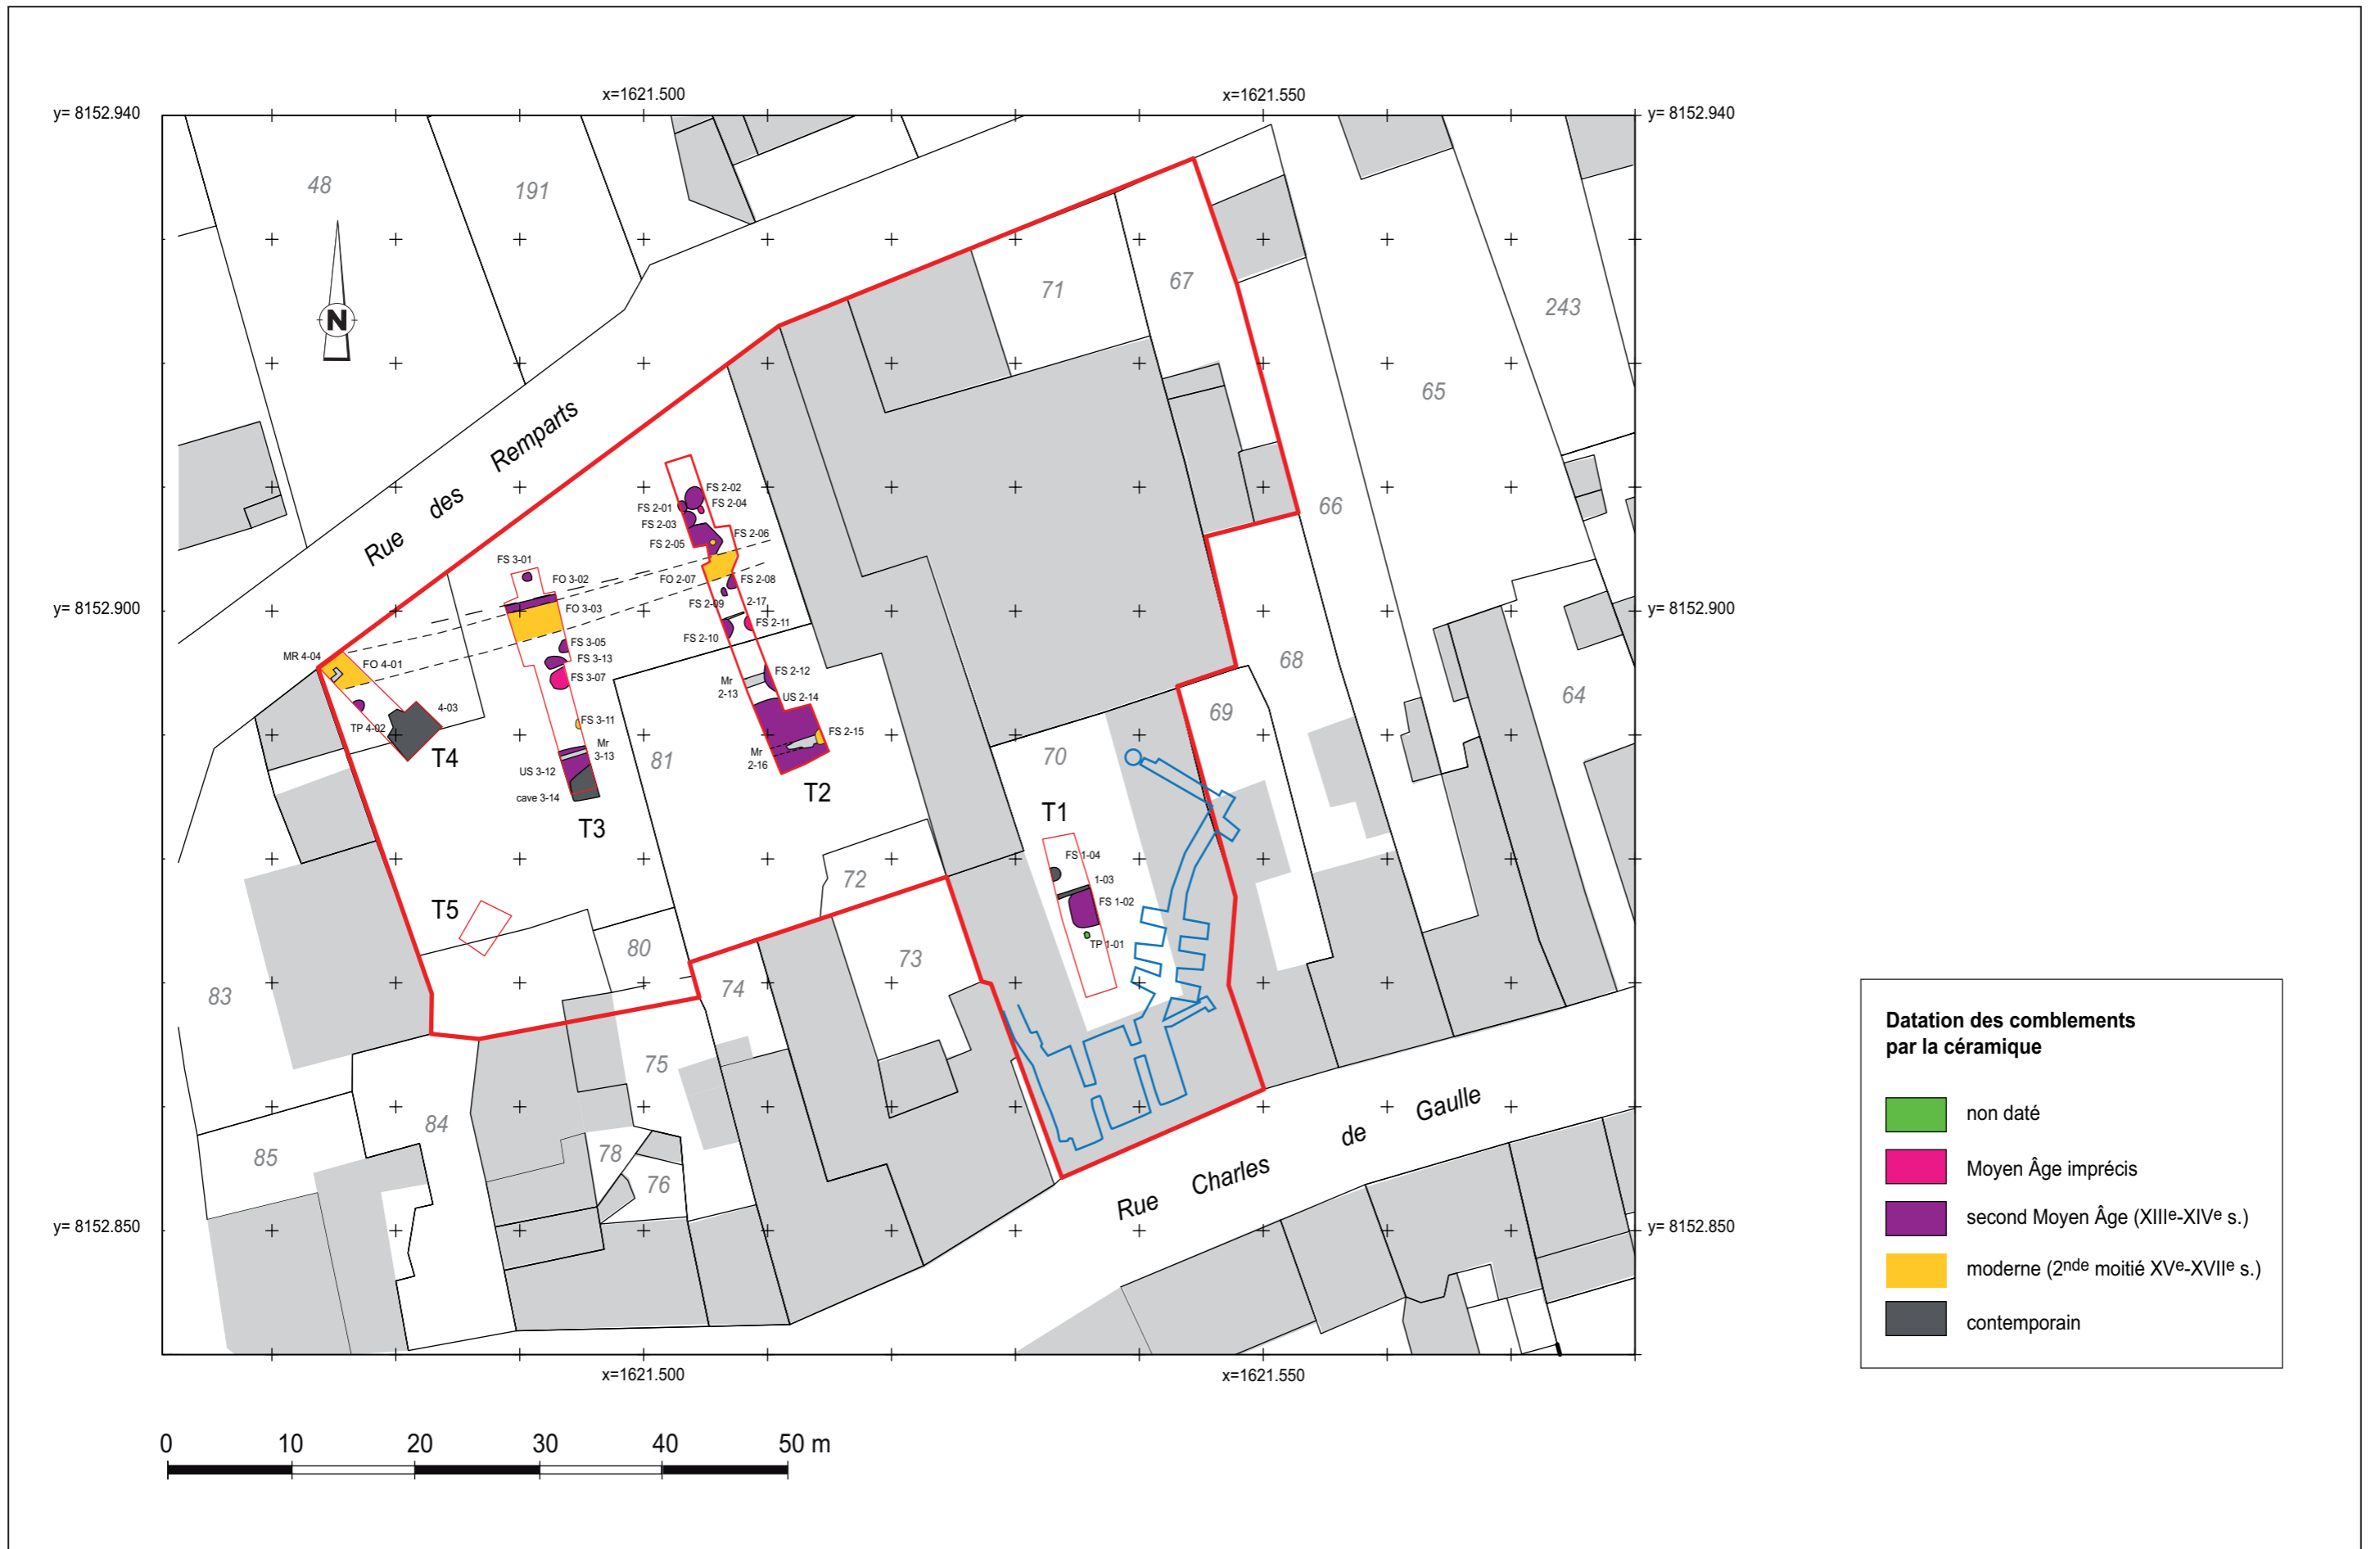 x=1621.500
x=1621.550
y= 8152.940
y= 8152.940
48
191
N
71
67
243
65
Rue des Remparts
66
FS 2-02
FS 2-01
FS 2-04
FS 2-03
FS 2-06
FS 2-05
FS 3-01
FO 3-02
FO 2-07
FS 2-08
FS 2-09
2-17
y= 8152.900
FO 3-03
FS 2-11
y= 8152.900
FS 2-10
FS 3-05
MR 4-04
FO 4-01
FS 3-13
FS 3-07
FS 2-12
Mr
2-13
68
US 2-14
64
4-03
69
TP 4-02
FS 3-11
FS 2-15
T4
Mr
3-13
Mr
2-16
81
70
US 3-12
cave 3-14
T2
T1
T3
FS 1-04
1-03
72
FS 1-02
T5
TP 1-01
80
73
74
83
75
84
85
78
76
Rue Charles de Gaulle
y= 8152.850
y= 8152.850
x=1621.500
x=1621.550
Datation des comblements
par la céramique
non daté
Moyen Âge imprécis
second Moyen Âge (XIIIe-XIVe s.)
moderne (2nde moitié XVe-XVIIe s.)
contemporain
0 10 20 30 40 50 m